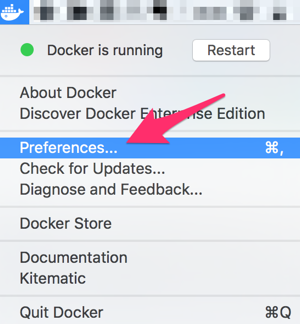 Docker is running
Restart
About Docker
Discover Docker Enterprise Edition
Preferences... ⌘,
Check for Updates...
Diagnose and Feedback...
Docker Store
Documentation
Kitematic
Quit Docker ⌘Q